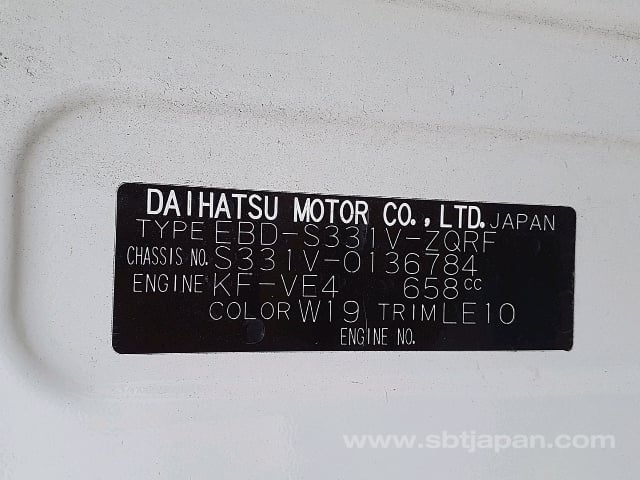 DAIHATSU MOTOR CO., LTD. JAPAN
TYPE EBD-S331V-ZQRF
CHASSIS NO. S331V-0136784
ENGINE KF-VE4 658cc
COLOR W19 TRIM LE10
ENGINE NO.
www.sbtjapan.com